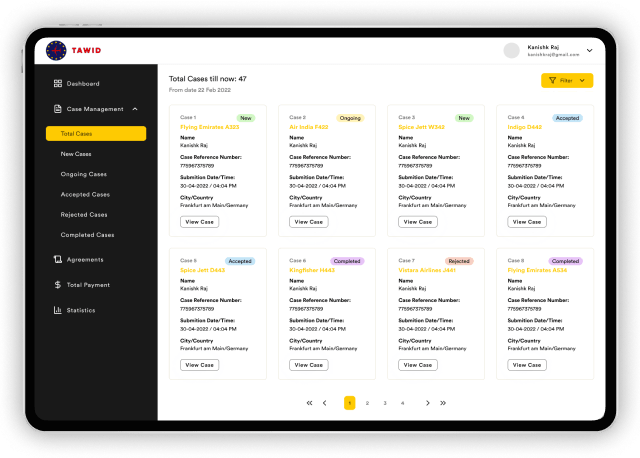 TAWID
Kanishk Raj
kanishkraj@gmail.com
Dashboard
Case Management
Total Cases
New Cases
Ongoing Cases
Accepted Cases
Rejected Cases
Completed Cases
Agreements
Total Payment
Statistics
Total Cases till now: 47
From date 22 Feb 2022
Filter
Case 1 New
Flying Emirates A323
Name
Kanishk Raj
Case Reference Number:
775967375789
Submition Date/Time:
30-04-2022 / 04:04 PM
City/Country
Frankfurt am Main/Germany
View Case
Case 2 Ongoing
Air India F422
Name
Kanishk Raj
Case Reference Number:
775967375789
Submition Date/Time:
30-04-2022 / 04:04 PM
City/Country
Frankfurt am Main/Germany
View Case
Case 3 New
Spice Jett W342
Name
Kanishk Raj
Case Reference Number:
775967375789
Submition Date/Time:
30-04-2022 / 04:04 PM
City/Country
Frankfurt am Main/Germany
View Case
Case 4 Accepted
Indigo D443
Name
Kanishk Raj
Case Reference Number:
775967375789
Submition Date/Time:
30-04-2022 / 04:04 PM
City/Country
Frankfurt am Main/Germany
View Case
Case 5 Accepted
Spice Jett D443
Name
Kanishk Raj
Case Reference Number:
775967375789
Submition Date/Time:
30-04-2022 / 04:04 PM
City/Country
Frankfurt am Main/Germany
View Case
Case 6 Completed
Kingfisher H443
Name
Kanishk Raj
Case Reference Number:
775967375789
Submition Date/Time:
30-04-2022 / 04:04 PM
City/Country
Frankfurt am Main/Germany
View Case
Case 7 Rejected
Vistara Airlines J461
Name
Kanishk Raj
Case Reference Number:
775967375789
Submition Date/Time:
30-04-2022 / 04:04 PM
City/Country
Frankfurt am Main/Germany
View Case
Case 8 Completed
Flying Emirates A534
Name
Kanishk Raj
Case Reference Number:
775967375789
Submition Date/Time:
30-04-2022 / 04:04 PM
City/Country
Frankfurt am Main/Germany
View Case
1 2 3 4